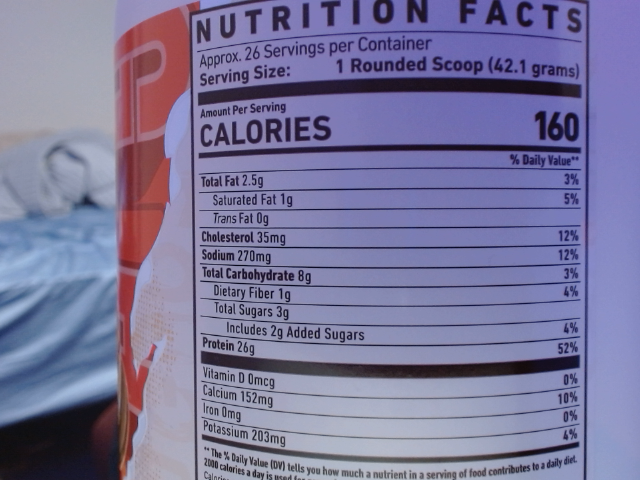 NUTRITION FACTS
Approx. 26 Servings per Container
Serving Size: 1 Rounded Scoop (42.1 grams)
Amount Per Serving
CALORIES 160
% Daily Value**
Total Fat 2.5g 3%
Saturated Fat 1g 5%
Trans Fat 0g
Cholesterol 35mg 12%
Sodium 270mg 12%
Total Carbohydrate 8g 3%
Dietary Fiber 1g 4%
Total Sugars 3g
Includes 2g Added Sugars 4%
Protein 26g 52%
Vitamin D 0mcg 0%
Calcium 152mg 10%
Iron 0mg 0%
Potassium 203mg 4%
** The % Daily Value (DV) tells you how much a nutrient in a serving of food contributes to a daily diet.
2000 calories a day is used for